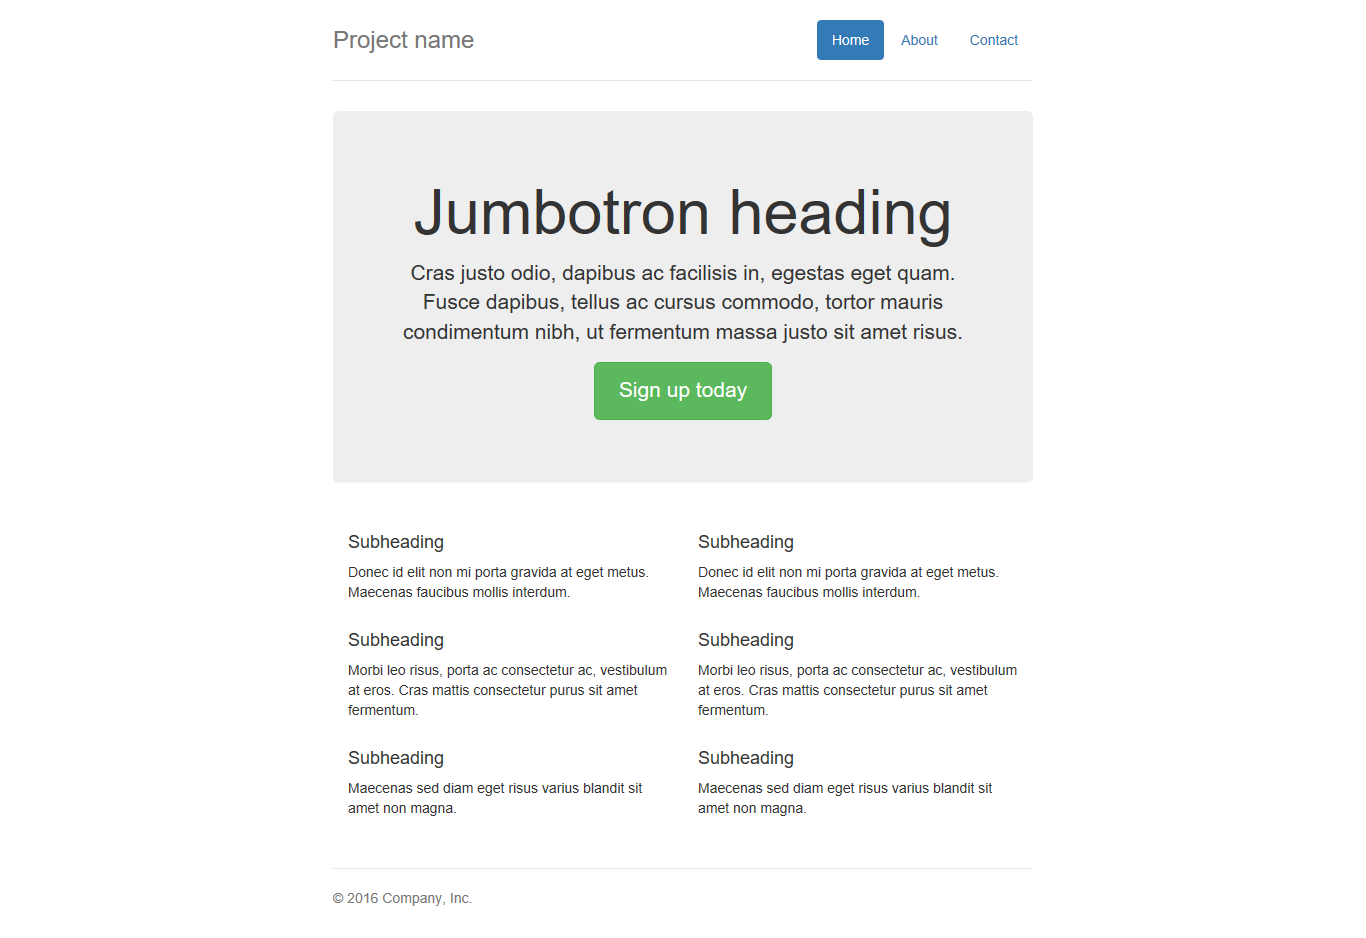 Project name
Home About Contact
Jumbotron heading
Cras justo odio, dapibus ac facilisis in, egestas eget quam.
Fusce dapibus, tellus ac cursus commodo, tortor mauris
condimentum nibh, ut fermentum massa justo sit amet risus.
Sign up today
Subheading
Donec id elit non mi porta gravida at eget metus.
Maecenas faucibus mollis interdum.
Subheading
Morbi leo risus, porta ac consectetur ac, vestibulum
at eros. Cras mattis consectetur purus sit amet
fermentum.
Subheading
Maecenas sed diam eget risus varius blandit sit
amet non magna.
Subheading
Donec id elit non mi porta gravida at eget metus.
Maecenas faucibus mollis interdum.
Subheading
Morbi leo risus, porta ac consectetur ac, vestibulum
at eros. Cras mattis consectetur purus sit amet
fermentum.
Subheading
Maecenas sed diam eget risus varius blandit sit
amet non magna.
© 2016 Company, Inc.